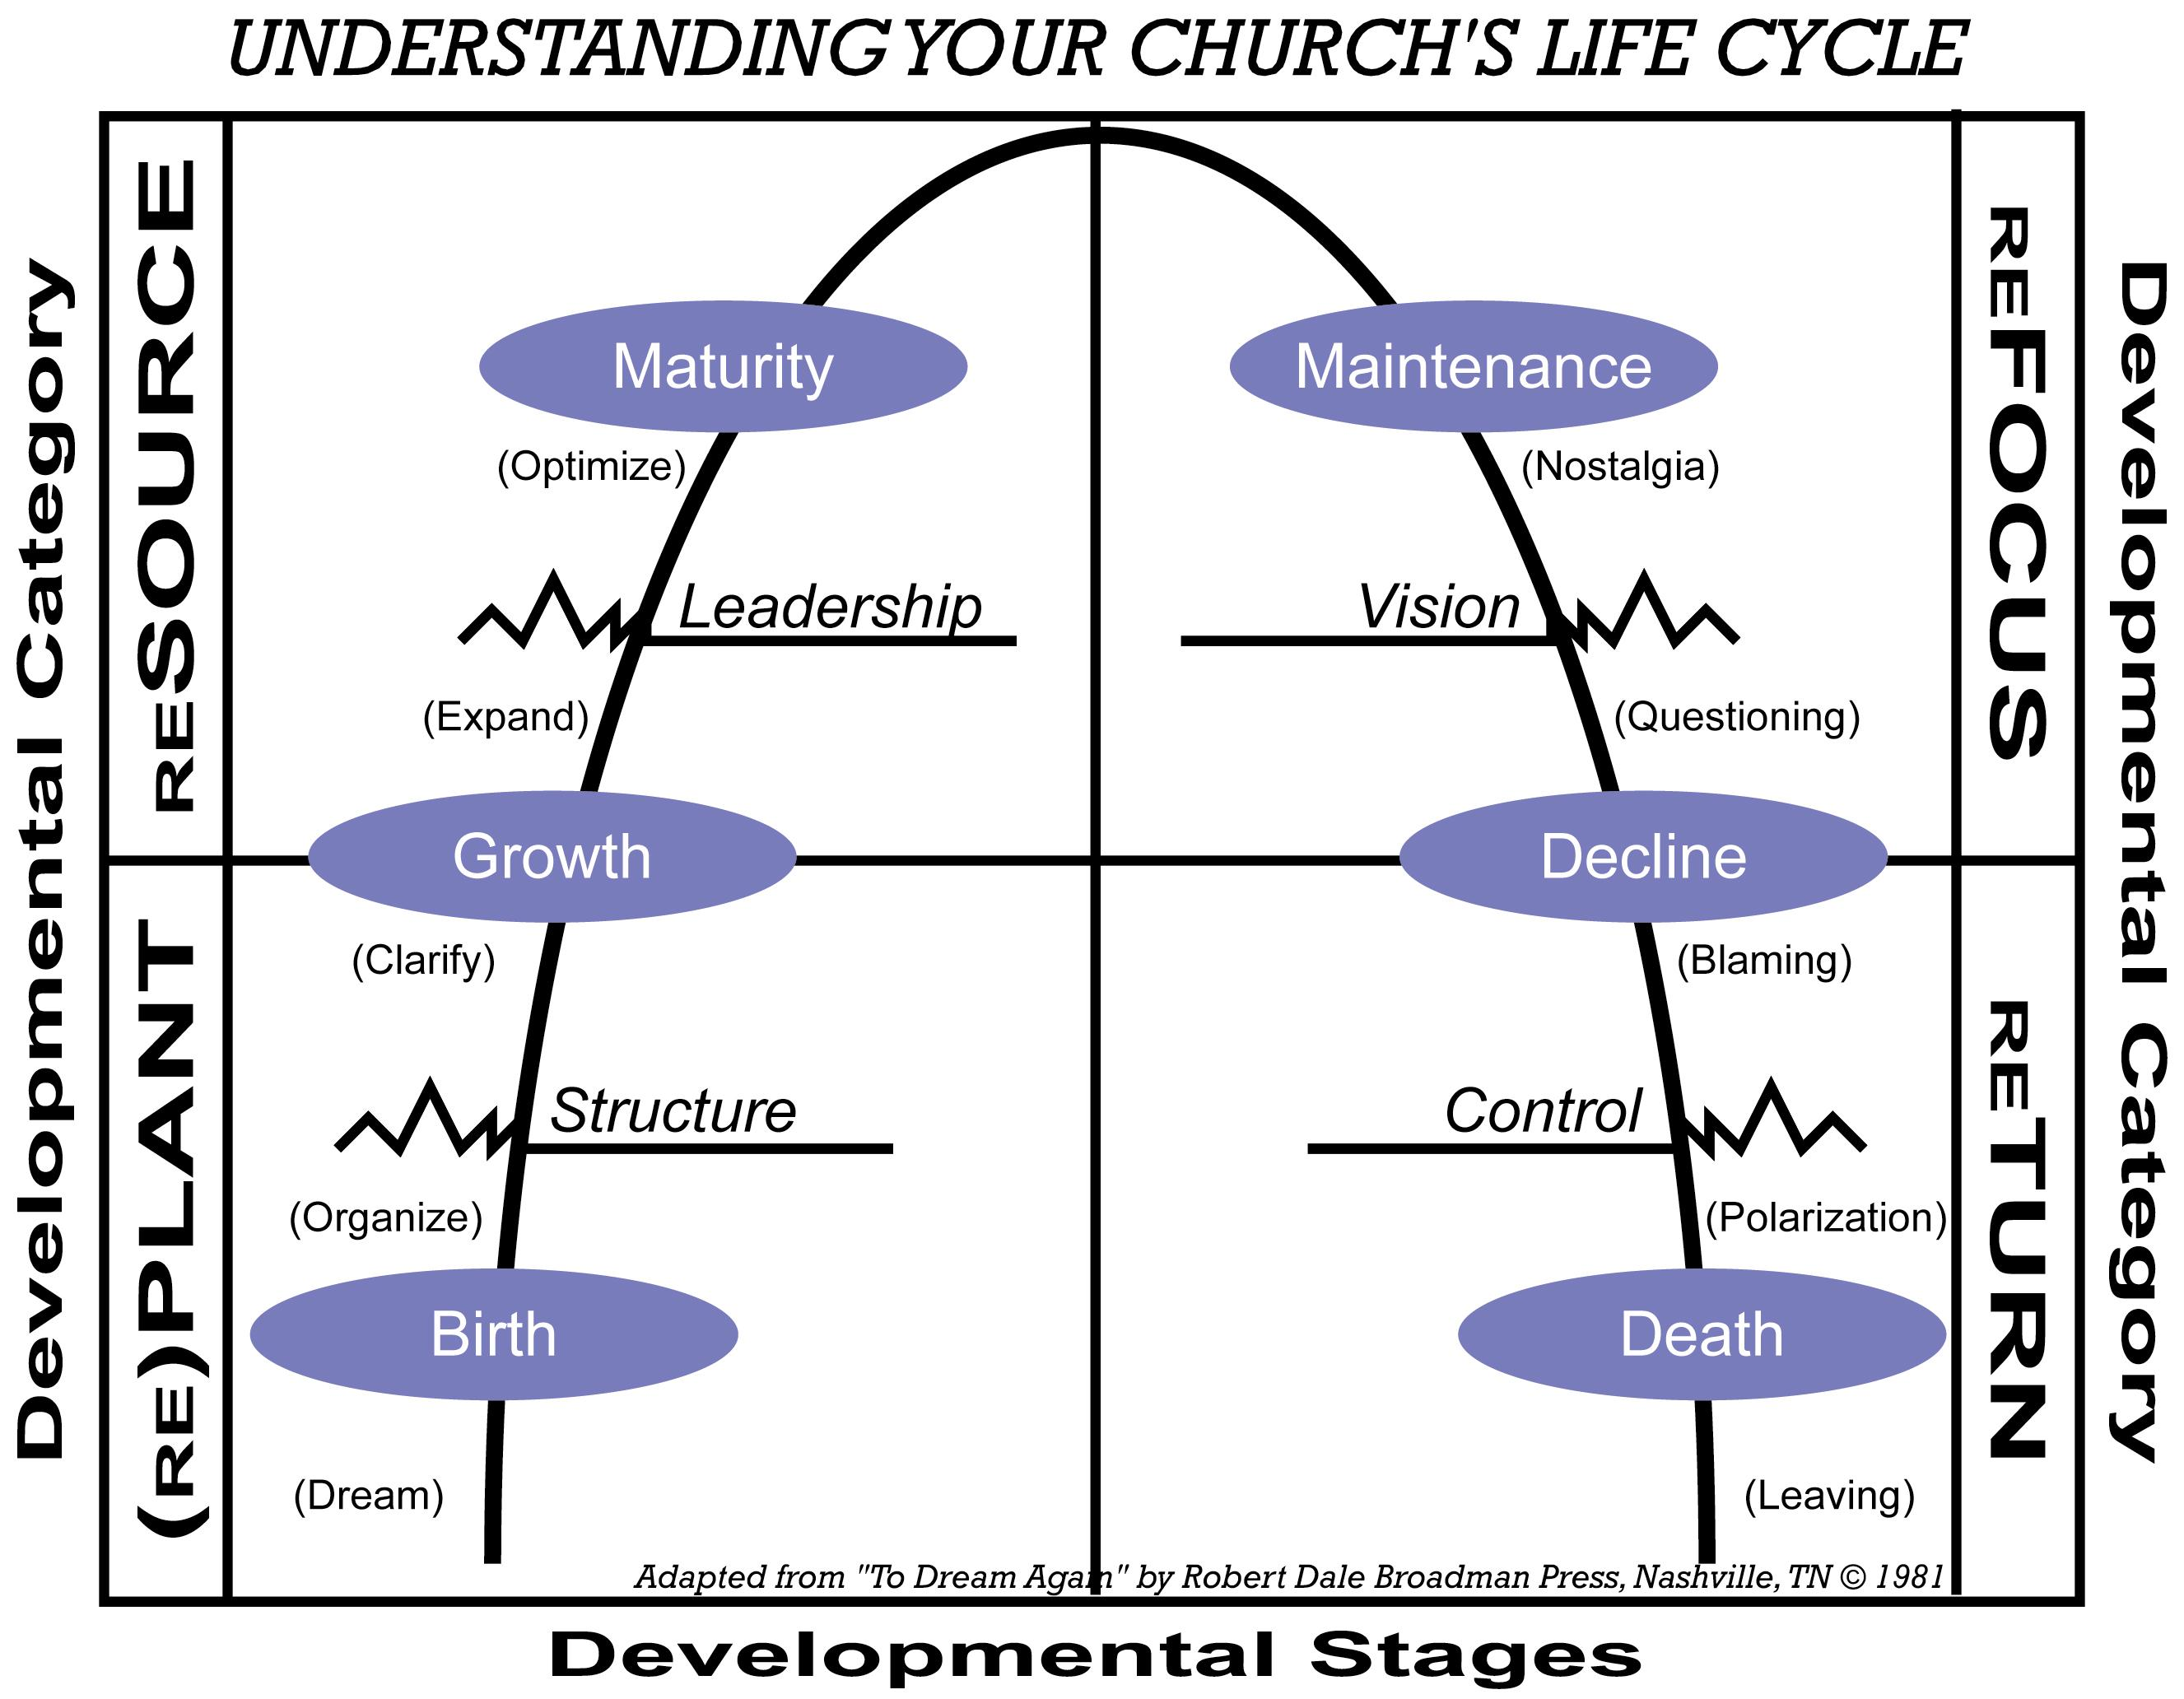 UNDERSTANDING YOUR CHURCH'S LIFE CYCLE
Developmental Category
RESOURCE
(RE)PLANT
Maturity
(Optimize)
Leadership
(Expand)
Growth
(Clarify)
Structure
(Organize)
Birth
(Dream)
Maintenance
(Nostalgia)
Vision
(Questioning)
Decline
(Blaming)
Control
(Polarization)
Death
(Leaving)
REFOCUS
RETURN
Developmental Category
Adapted from "To Dream Again" by Robert Dale Broadman Press, Nashville, TN © 1981
Developmental Stages